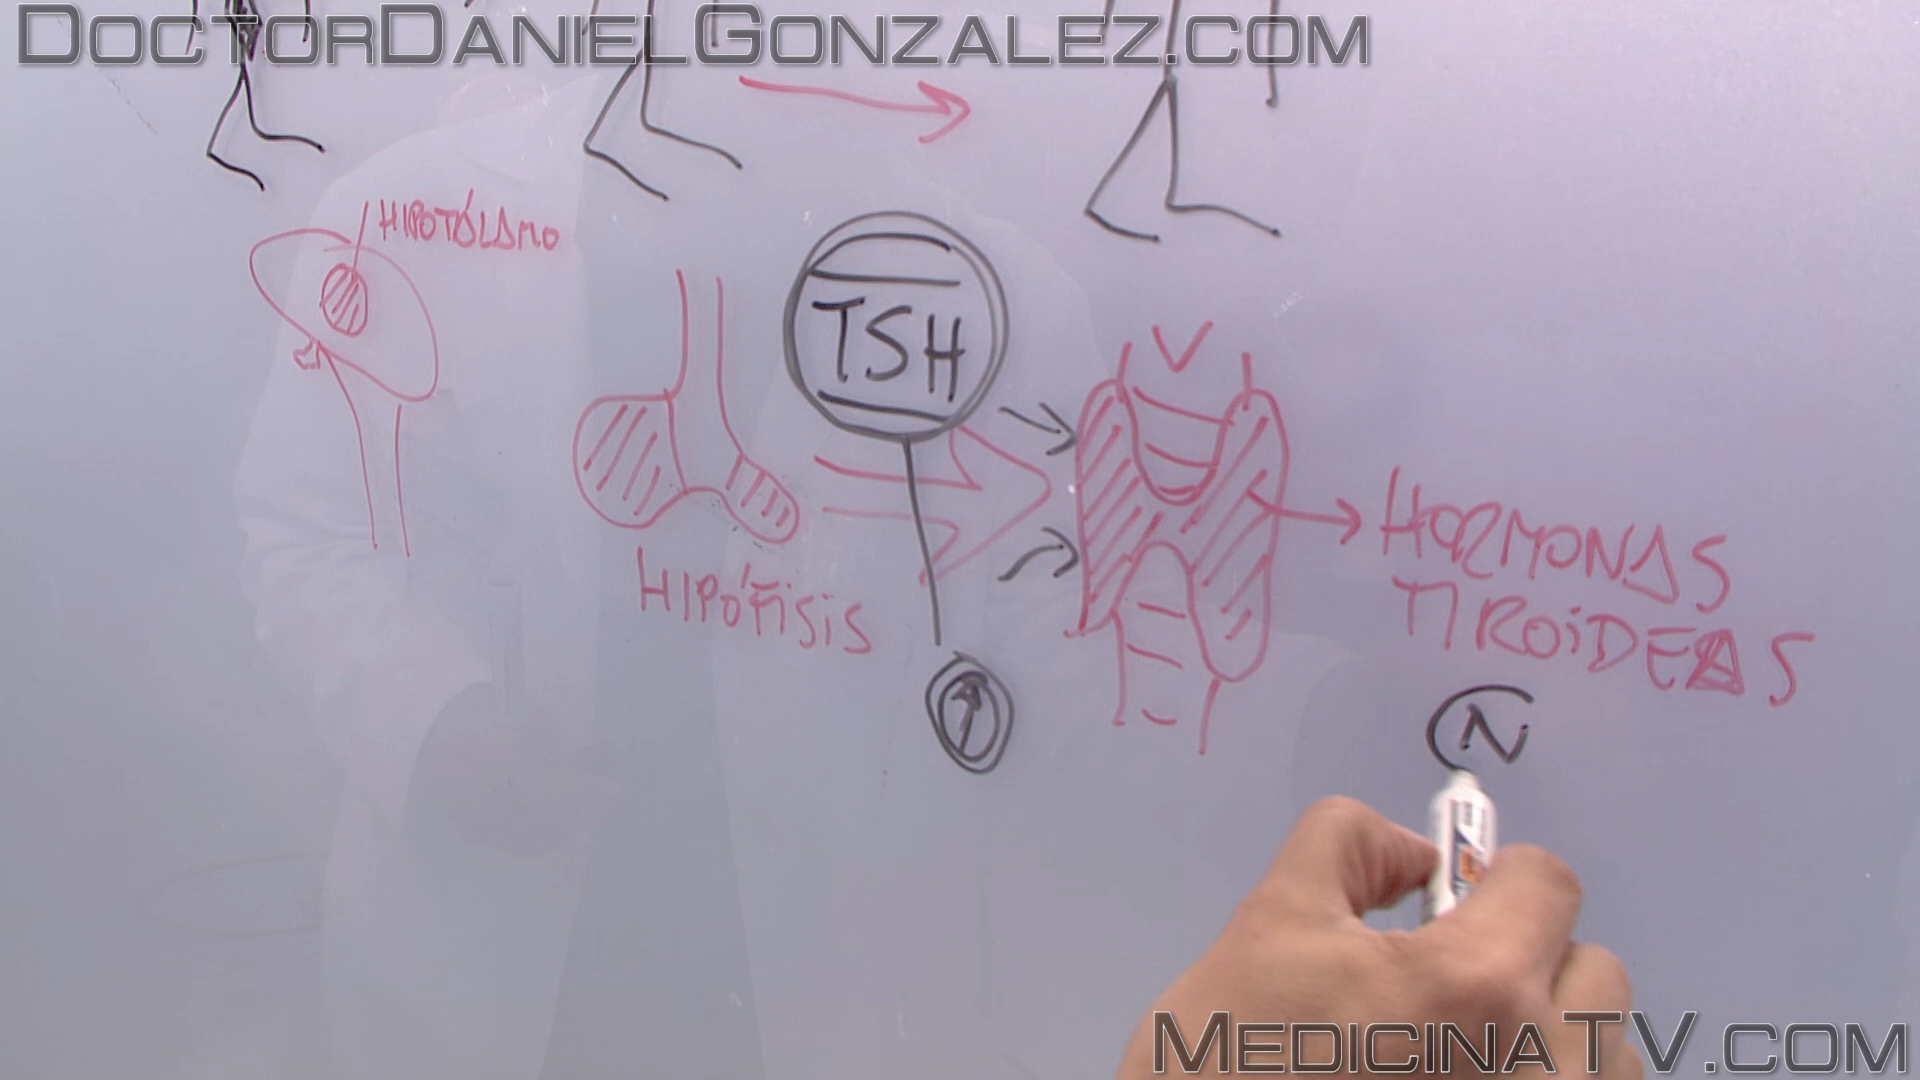 DOCTORDANIELGONZALEZ.COM
HIPOTÁLAMO
TSH
HIPÓFISIS
HORMONAS
TIROIDEAS
N
MEDICINATV.COM